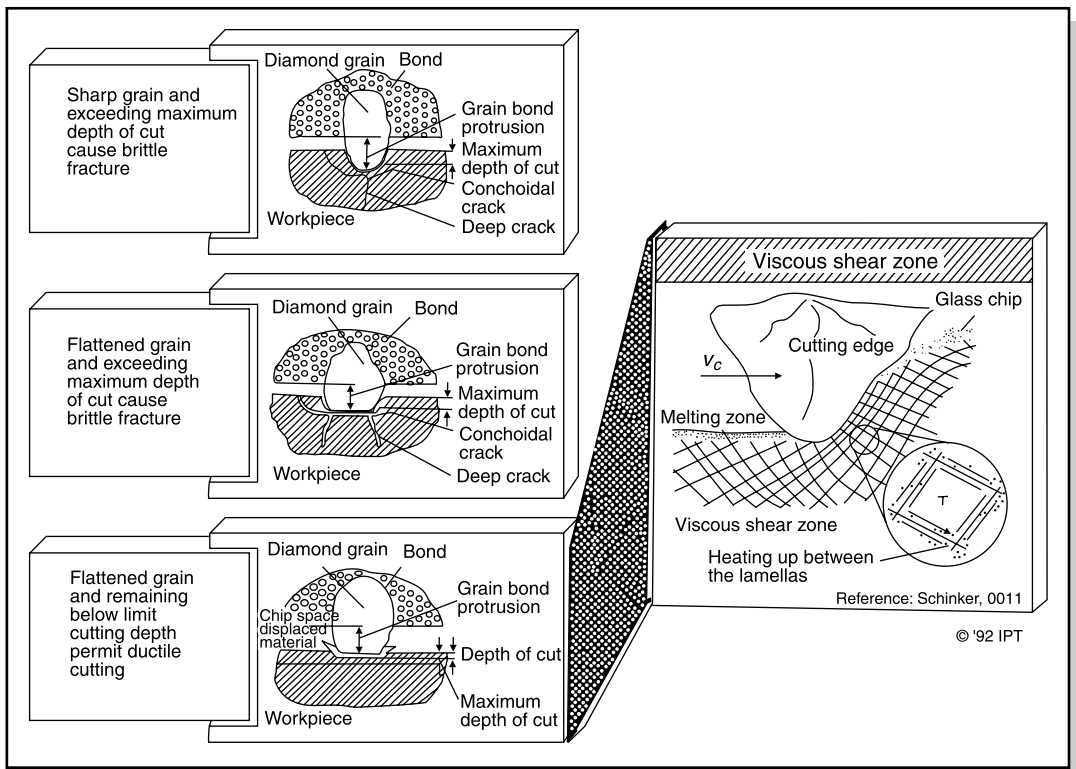 Sharp grain and
exceeding maximum
depth of cut
cause brittle
fracture
Diamond grain
Bond
Grain bond
protrusion
Maximum
depth of cut
Conchoidal
crack
Deep crack
Workpiece
Flattened grain
and exceeding
maximum depth
of cut cause
brittle fracture
Diamond grain
Bond
Grain bond
protrusion
Maximum
depth of cut
Conchoidal
crack
Deep crack
Workpiece
Flattened grain
and remaining
below limit
cutting depth
permit ductile
cutting
Diamond grain
Bond
Grain bond
protrusion
Chip space
displaced
material
Depth of cut
Maximum
depth of cut
Workpiece
Viscous shear zone
Glass chip
Cutting edge
vc
Melting zone
T
Viscous shear zone
Heating up between
the lamellas
Reference: Schinker, 0011
© '92 IPT